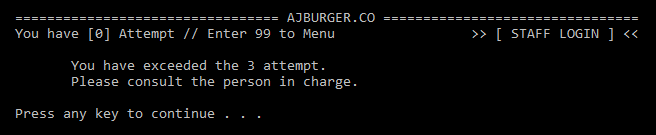 ================================ AJBURGER.CO ===============================
You have [0] Attempt // Enter 99 to Menu >> [ STAFF LOGIN ] <<
You have exceeded the 3 attempt.
Please consult the person in charge.
Press any key to continue . . .